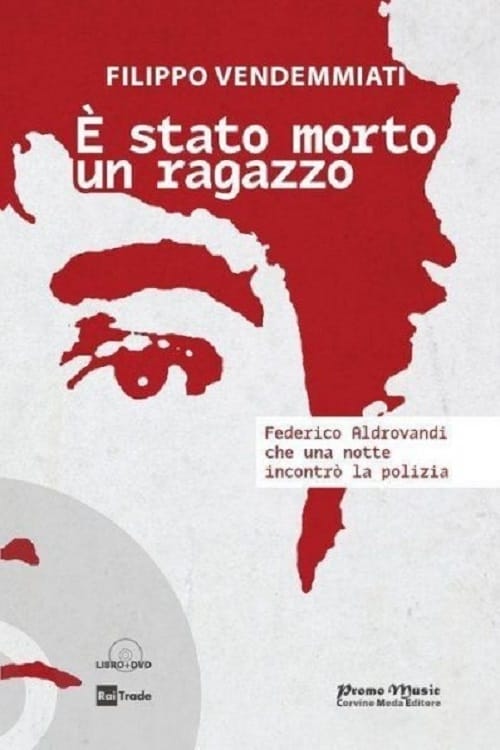 FILIPPO VENDEMMIATI
È stato morto
un ragazzo
Federico Aldrovandi
che una notte
incontrò la polizia
LIBRO+DVD
Rai Trade
Promo Music
Corvino Meda Editore